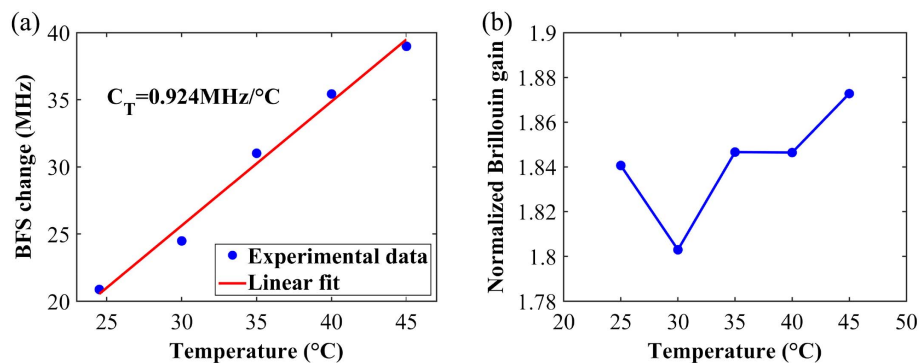 (a)
40
35
30
25
20
BFS change (MHz)
C_T=0.924MHz/°C
Experimental data
Linear fit
25 30 35 40 45
Temperature (°C)
(b)
1.9
1.88
1.86
1.84
1.82
1.8
1.78
Normalized Brillouin gain
20 25 30 35 40 45 50
Temperature (°C)